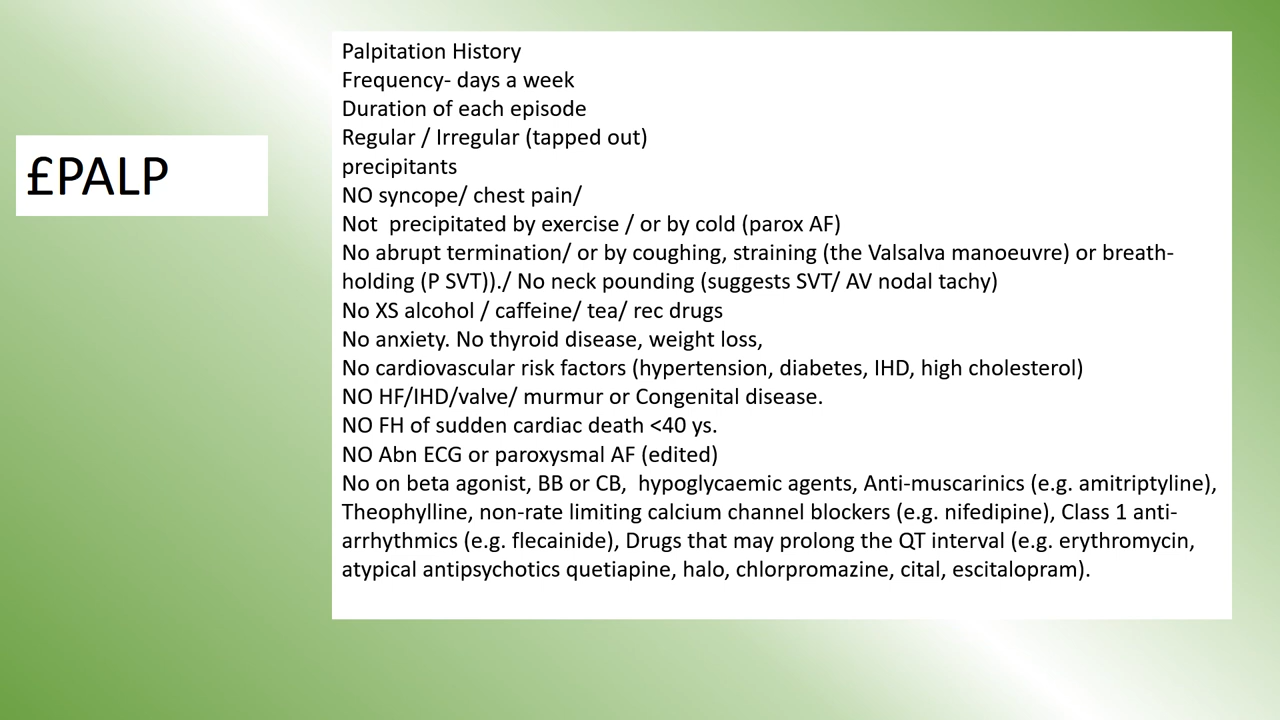 £PALP
Palpitation History
Frequency- days a week
Duration of each episode
Regular / Irregular (tapped out)
precipitants
NO syncope/ chest pain/
Not  precipitated by exercise / or by cold (parox AF)
No abrupt termination/ or by coughing, straining (the Valsalva manoeuvre) or breath-
holding (P SVT))./ No neck pounding (suggests SVT/ AV nodal tachy)
No XS alcohol / caffeine/ tea/ rec drugs
No anxiety. No thyroid disease, weight loss,
No cardiovascular risk factors (hypertension, diabetes, IHD, high cholesterol)
NO HF/IHD/valve/ murmur or Congenital disease.
NO FH of sudden cardiac death <40 ys.
NO Abn ECG or paroxysmal AF (edited)
No on beta agonist, BB or CB,  hypoglycaemic agents, Anti-muscarinics (e.g. amitriptyline),
Theophylline, non-rate limiting calcium channel blockers (e.g. nifedipine), Class 1 anti-
arrhythmics (e.g. flecainide), Drugs that may prolong the QT interval (e.g. erythromycin,
atypical antipsychotics quetiapine, halo, chlorpromazine, cital, escitalopram).